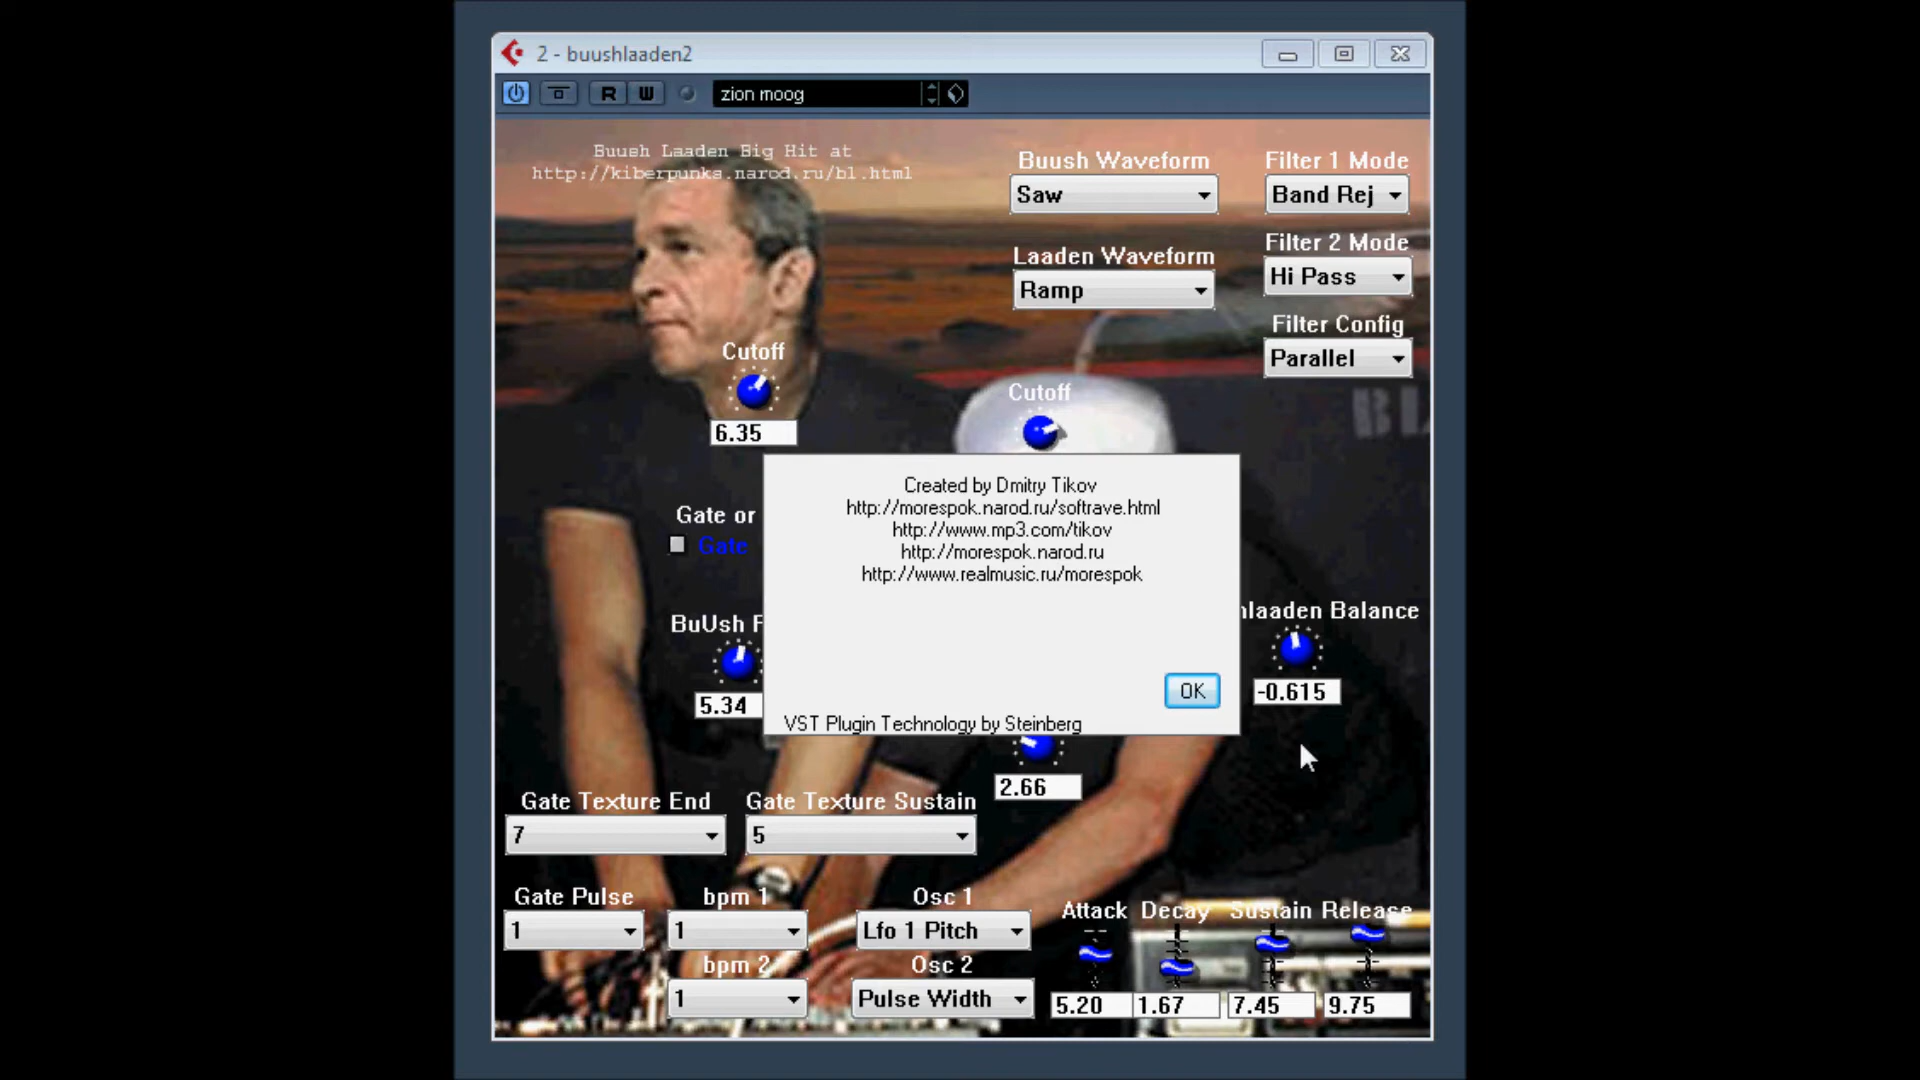 2 - buushlaaden2
R W zion moog
Buush Laaden Big Hit at
http://kiberpunks.narod.ru/bl.html
Buush Waveform
Saw
Filter 1 Mode
Band Rej
Filter 2 Mode
Hi Pass
Laaden Waveform
Ramp
Filter Config
Parallel
Cutoff
6.35
Cutoff
Gate or
Gate
Created by Dmitry Tikov
http://morespok.narod.ru/softrave.html
http://www.mp3.com/tikov
http://morespok.narod.ru
http://www.realmusic.ru/morespok
OK
VST Plugin Technology by Steinberg
BuUsh F
5.34
hlaaden Balance
-0.615
2.66
Gate Texture End
7
Gate Texture Sustain
5
Gate Pulse
1
bpm 1
1
Osc 1
Lfo 1 Pitch
bpm 2
1
Osc 2
Pulse Width
Attack Decay Sustain Release
5.20 1.67 7.45 9.75